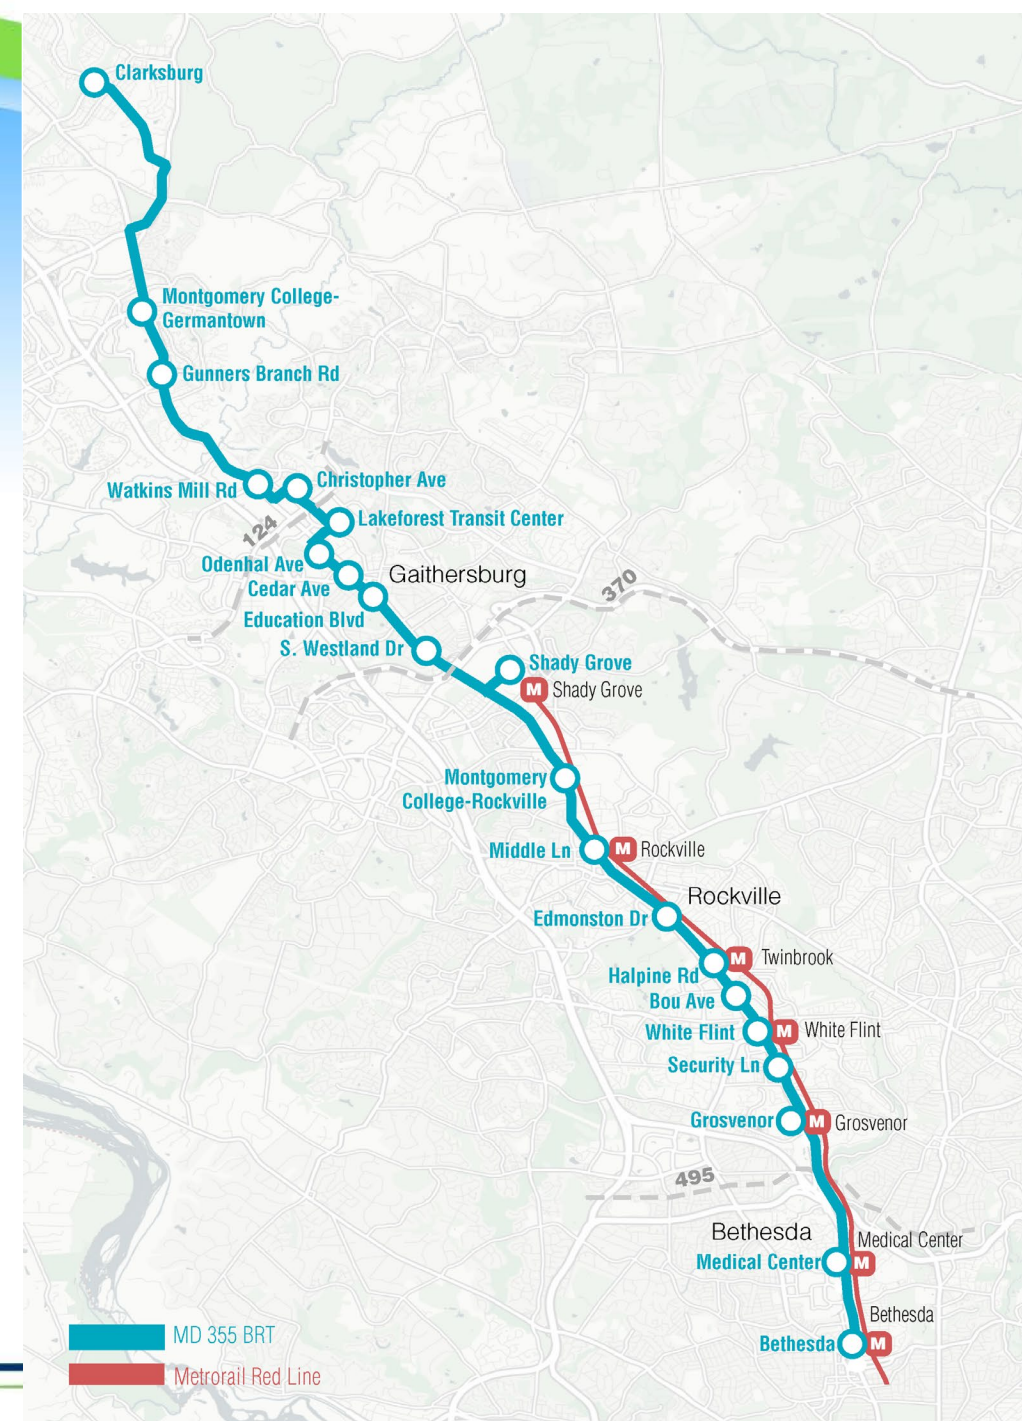 Clarksburg
Montgomery College-
Germantown
Gunners Branch Rd
Christopher Ave
Watkins Mill Rd
Lakeforest Transit Center
124
Odenhal Ave
Gaithersburg
370
Cedar Ave
Education Blvd
S. Westland Dr
Shady Grove
M Shady Grove
Montgomery
College-Rockville
Middle Ln
M Rockville
Rockville
Edmonston Dr
M Twinbrook
Halpine Rd
Bou Ave
White Flint
M White Flint
Security Ln
Grosvenor
M Grosvenor
495
Bethesda
Medical Center
Medical Center
M
Bethesda
Bethesda
M
MD 355 BRT
Metrorail Red Line